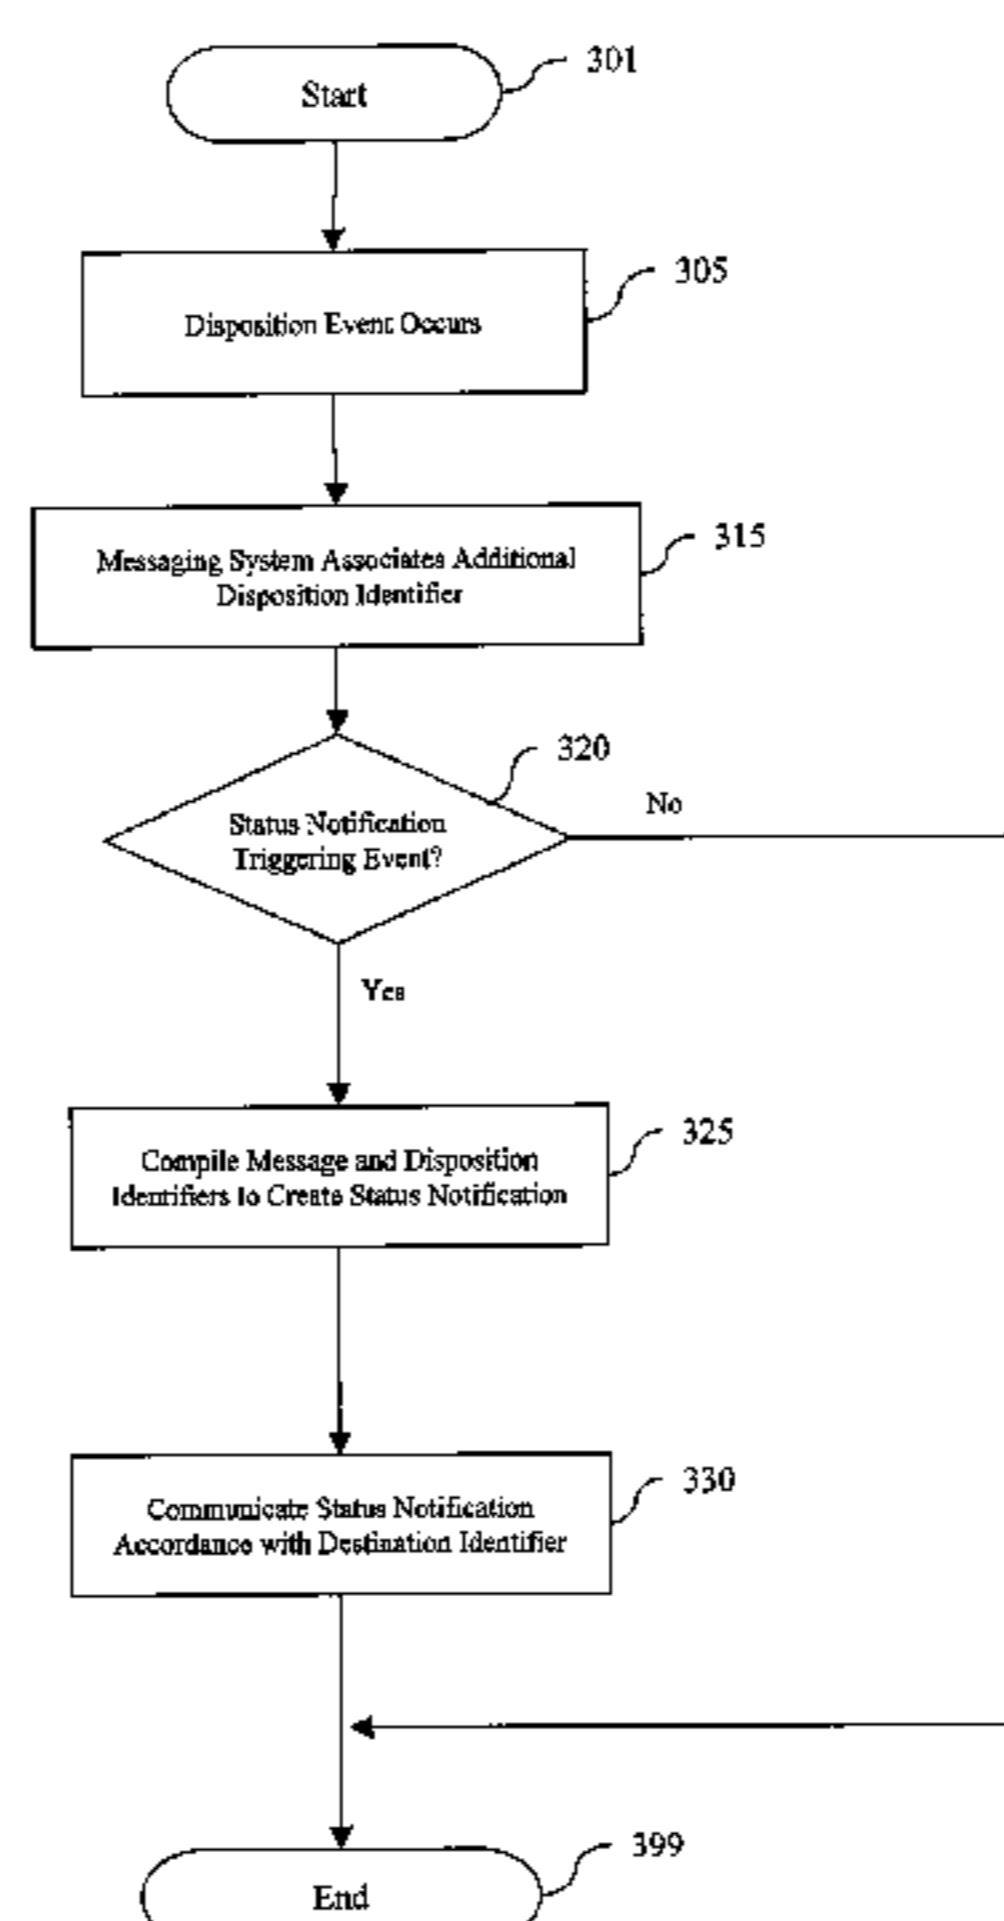 Start
301
Disposition Event Occurs
305
Messaging System Associates Additional
Disposition Identifier
315
320
Status Notification
Triggering Event?
No
Yes
Compile Message and Disposition
Identifiers to Create Status Notification
325
Communicate Status Notification
Accordance with Destination Identifier
330
End
399